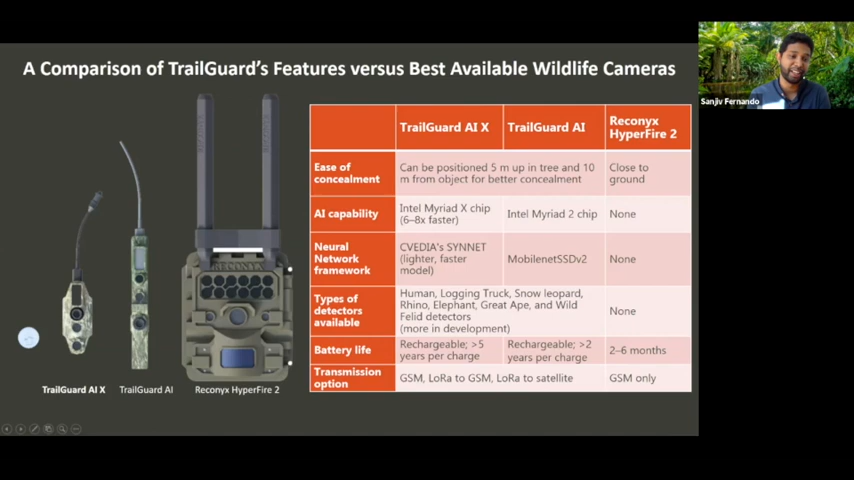 A Comparison of TrailGuard's Features versus Best Available Wildlife Cameras
Sanjiv Fernando
TrailGuard AI X
TrailGuard AI
Reconyx
HyperFire 2
Ease of
concealment
Can be positioned 5 m up in tree and 10
m from object for better concealment
Close to
ground
AI capability
Intel Myriad X chip
(6–8x faster)
Intel Myriad 2 chip
None
Neural
Network
framework
CVEDIA's SYNNET
(lighter, faster
model)
MobilenetSSDv2
None
Types of
detectors
available
Human, Logging Truck, Snow leopard,
Rhino, Elephant, Great Ape, and Wild
Felid detectors
(more in development)
None
Battery life
Rechargeable; >5
years per charge
Rechargeable; >2
years per charge
2–6 months
Transmission
option
GSM, LoRa to GSM, LoRa to satellite
GSM only
RECONYX
TrailGuard AI X
TrailGuard AI
Reconyx HyperFire 2